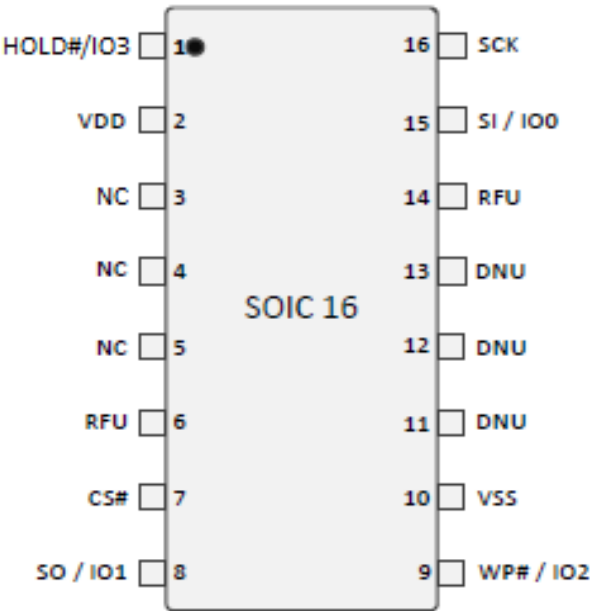 HOLD#/IO3 1 16 SCK
VDD 2 15 SI / IO0
NC 3 14 RFU
NC 4 13 DNU
SOIC 16
NC 5 12 DNU
RFU 6 11 DNU
CS# 7 10 VSS
SO / IO1 8 9 WP# / IO2